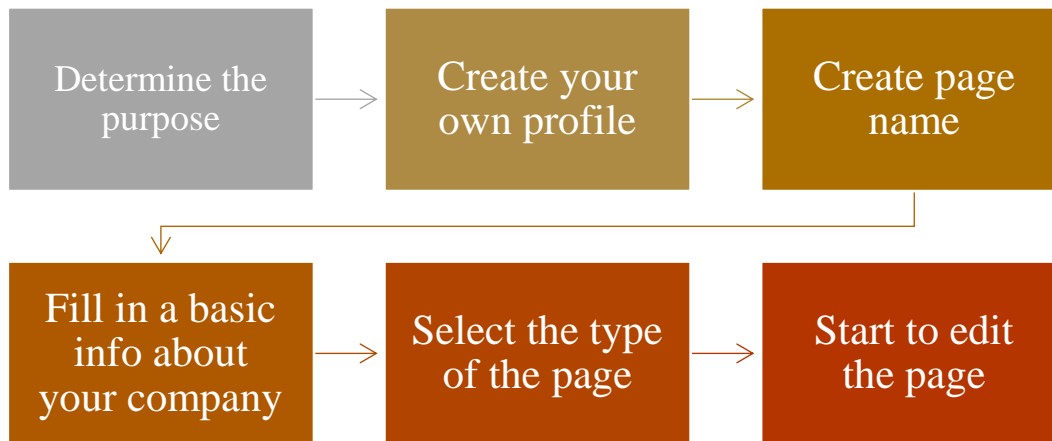 Determine the
purpose
Create your
own profile
Create page
name
Fill in a basic
info about
your company
Select the type
of the page
Start to edit
the page